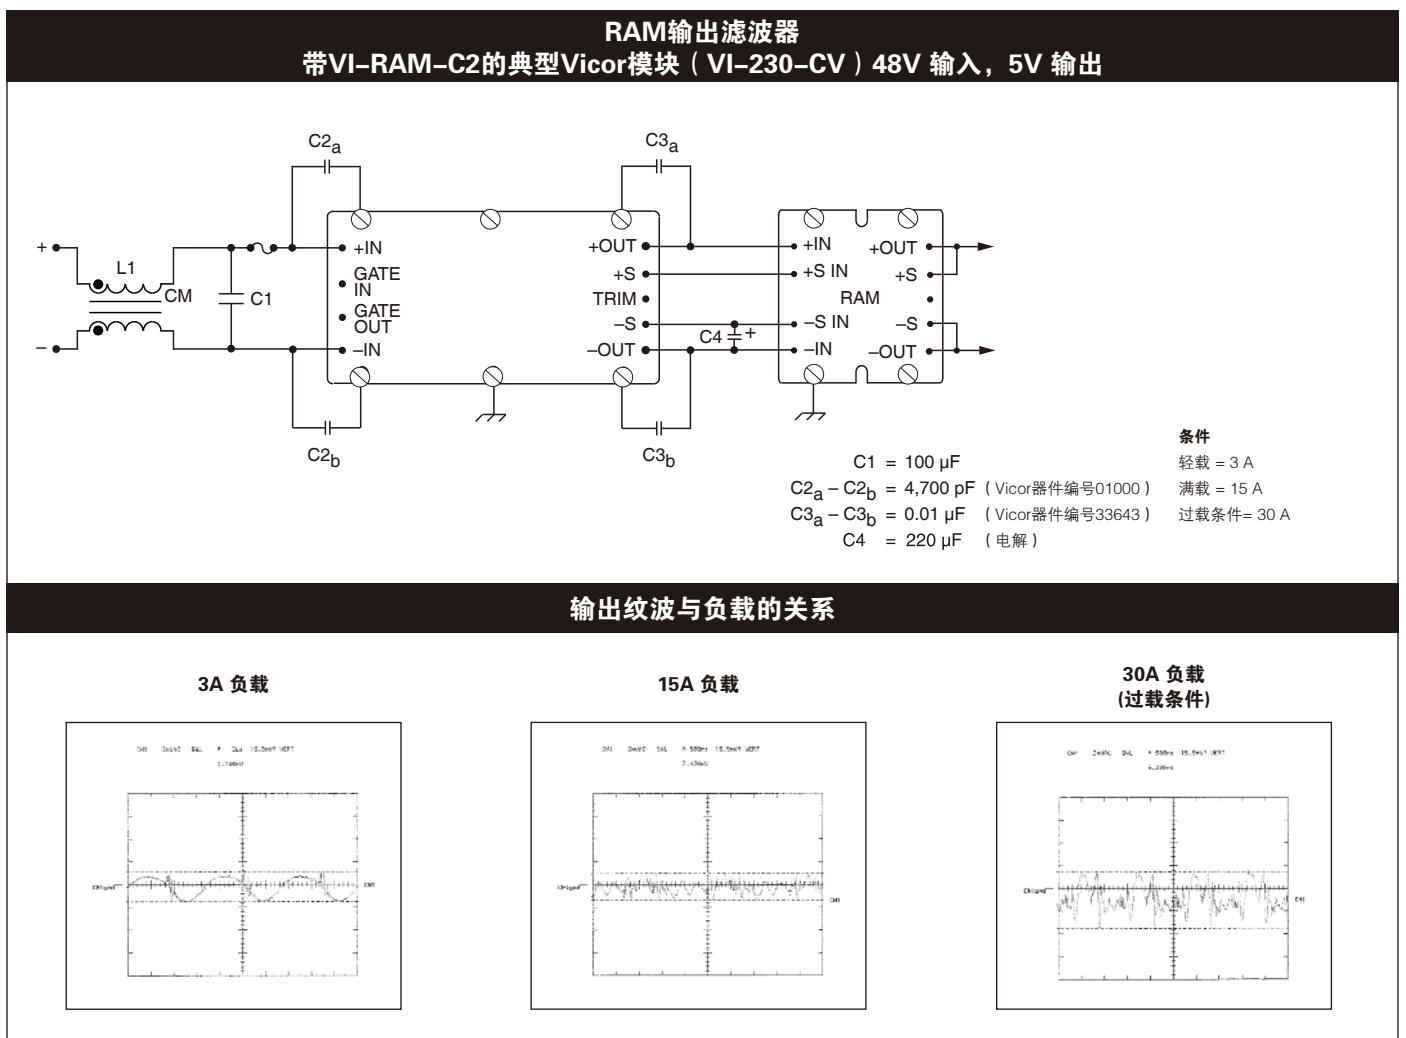 RAM输出滤波器
带VI–RAM–C2的典型Vicor模块（VI–230–CV）48V 输入，5V 输出
C2a
C3a
+
L1
CM
C1
–
+IN
GATE IN
GATE OUT
–IN
+OUT
+S
TRIM
–S
–OUT
C4
+
+IN
+S IN
–S IN
–IN
RAM
+OUT
+S
–S
–OUT
C2b
C3b
C1 = 100 µF
C2a – C2b = 4,700 pF （Vicor器件编号01000）
C3a – C3b = 0.01 µF （Vicor器件编号33643）
C4 = 220 µF （电解）
条件
轻载 = 3 A
满载 = 15 A
过载条件= 30 A
输出纹波与负载的关系
3A 负载
15A 负载
30A 负载
(过载条件)